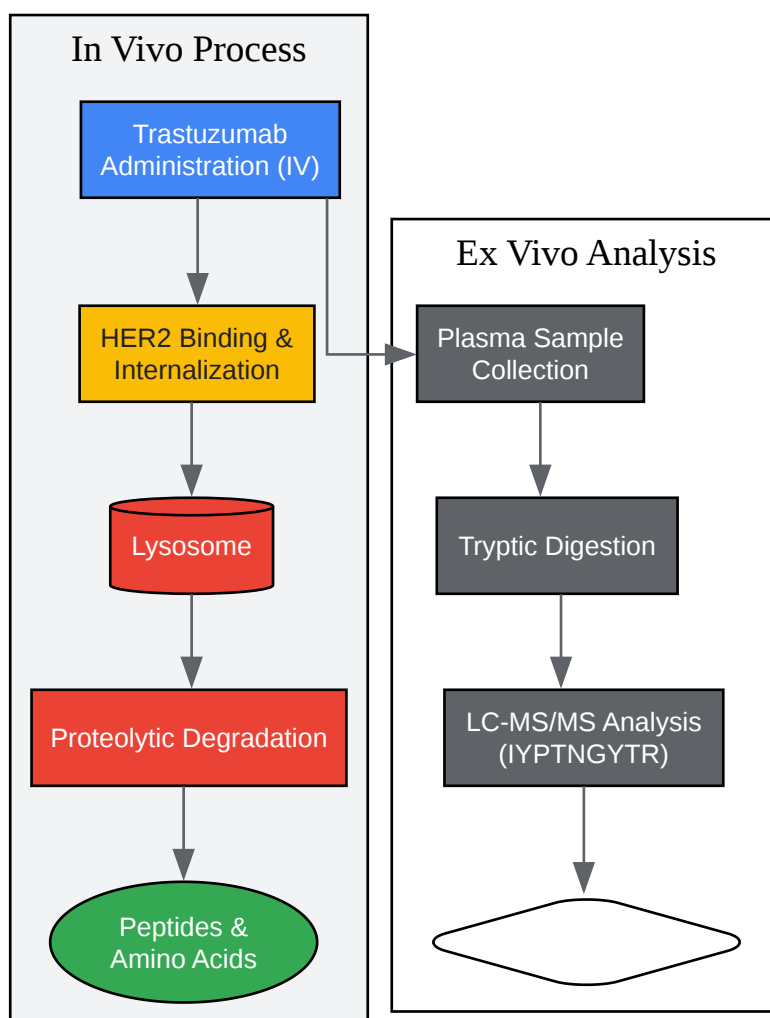 In Vivo Process
Trastuzumab
Administration (IV)
HER2 Binding &
Internalization
Lysosome
Proteolytic Degradation
Peptides &
Amino Acids
Ex Vivo Analysis
Plasma Sample
Collection
Tryptic Digestion
LC-MS/MS Analysis
(IYPTNGYTR)